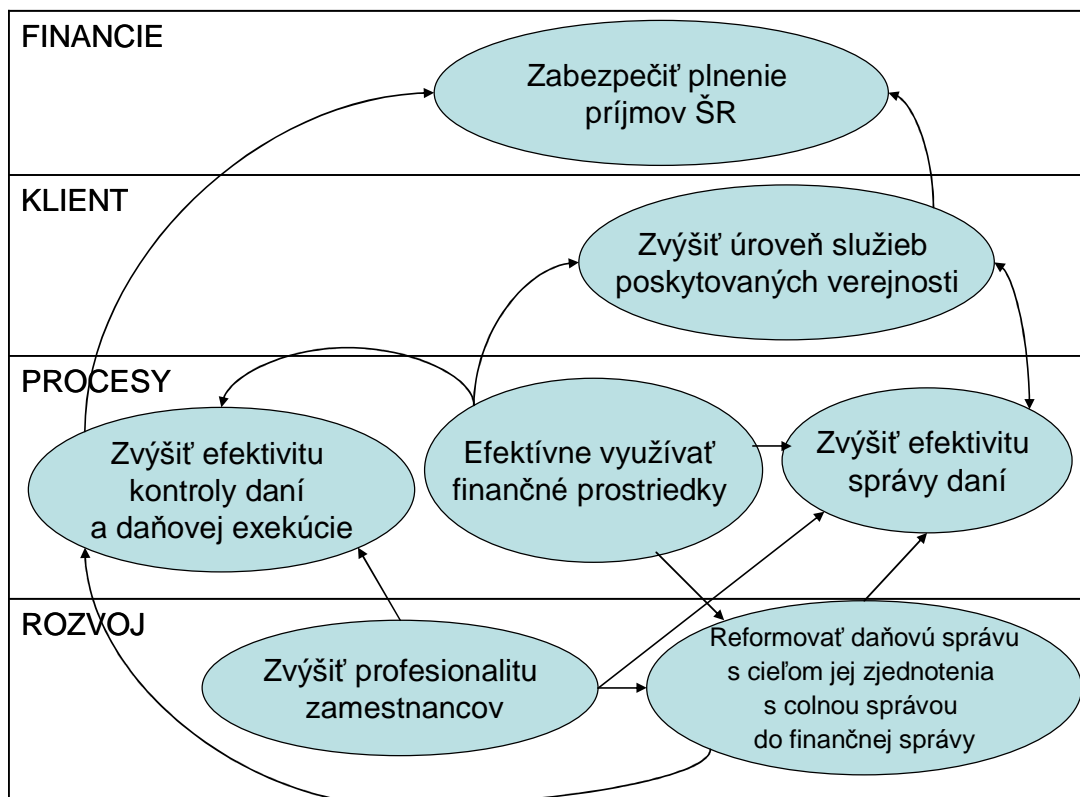 FINANCIE
Zabezpečiť plnenie
príjmov ŠR
KLIENT
Zvýšiť úroveň služieb
poskytovaných verejnosti
PROCESY
Zvýšiť efektivitu
kontroly daní
a daňovej exekúcie
Efektívne využívať
finančné prostriedky
Zvýšiť efektivitu
správy daní
ROZVOJ
Zvýšiť profesionalitu
zamestnancov
Reformovať daňovú správu
s cieľom jej zjednotenia
s colnou správou
do finančnej správy